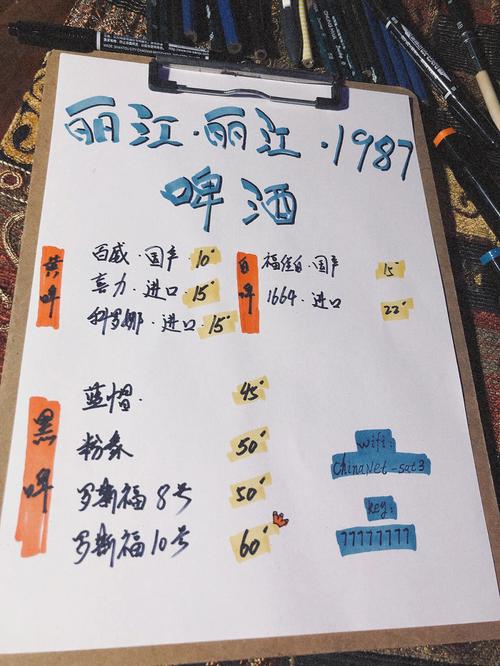 丽江·丽江·1987
啤酒
黄啤
百威·国产 10
喜力·进口 15
科罗娜·进口 15
白啤
福佳白·国产 15
1664·进口 22
黑啤
蓝帽 45
粉象 50
罗斯福8号 50
罗斯福10号 60
wifi:
ChinaNet-sat3
key:
77777777